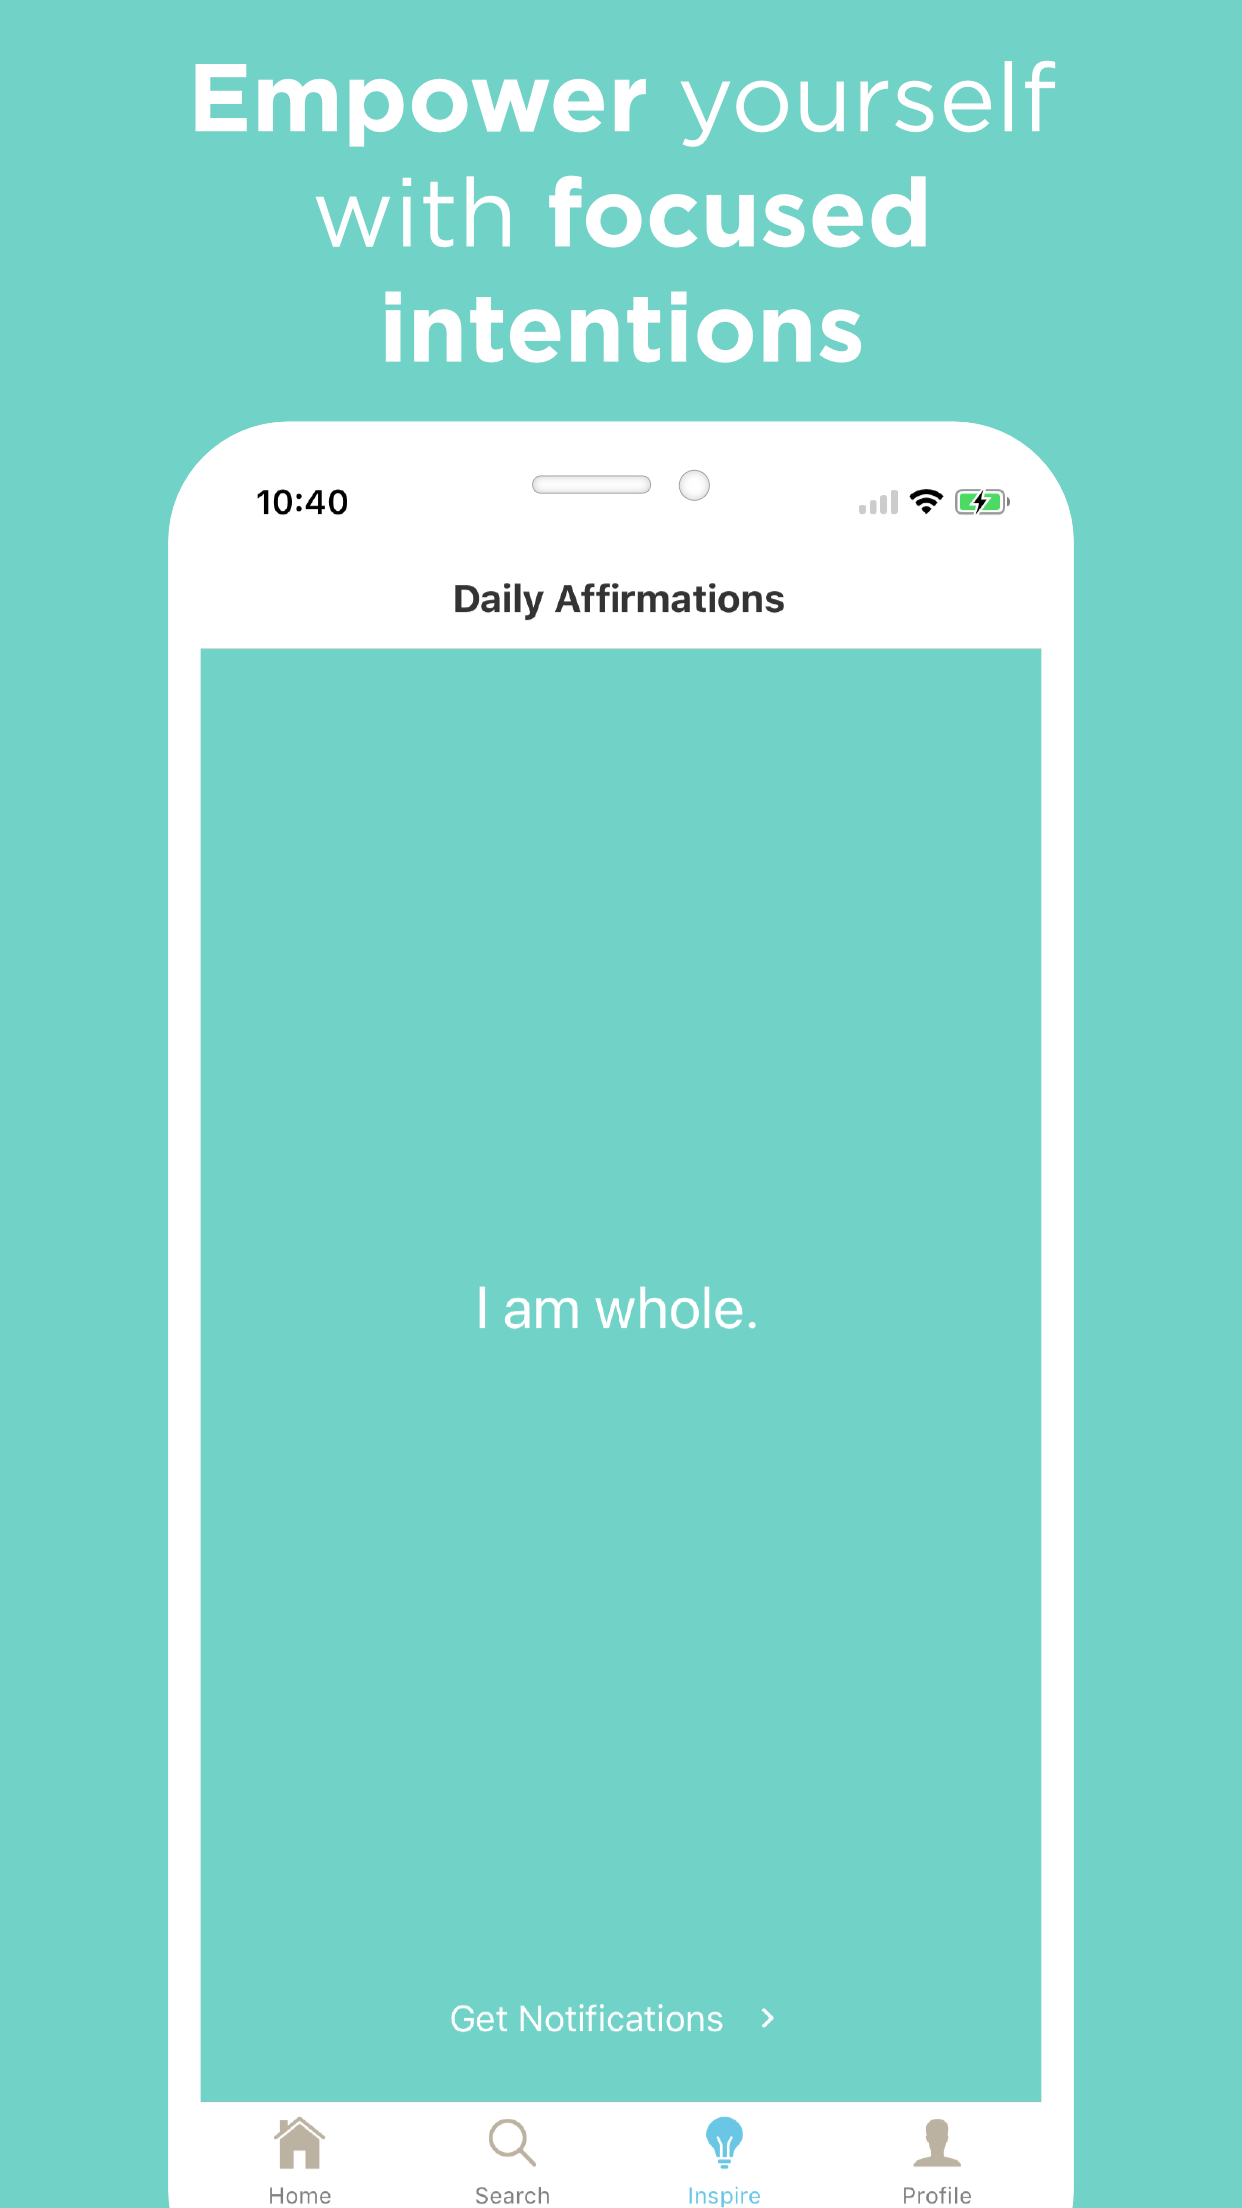 Empower yourself
with focused
intentions
10:40
Daily Affirmations
I am whole.
Get Notifications
Home
Search
Inspire
Profile